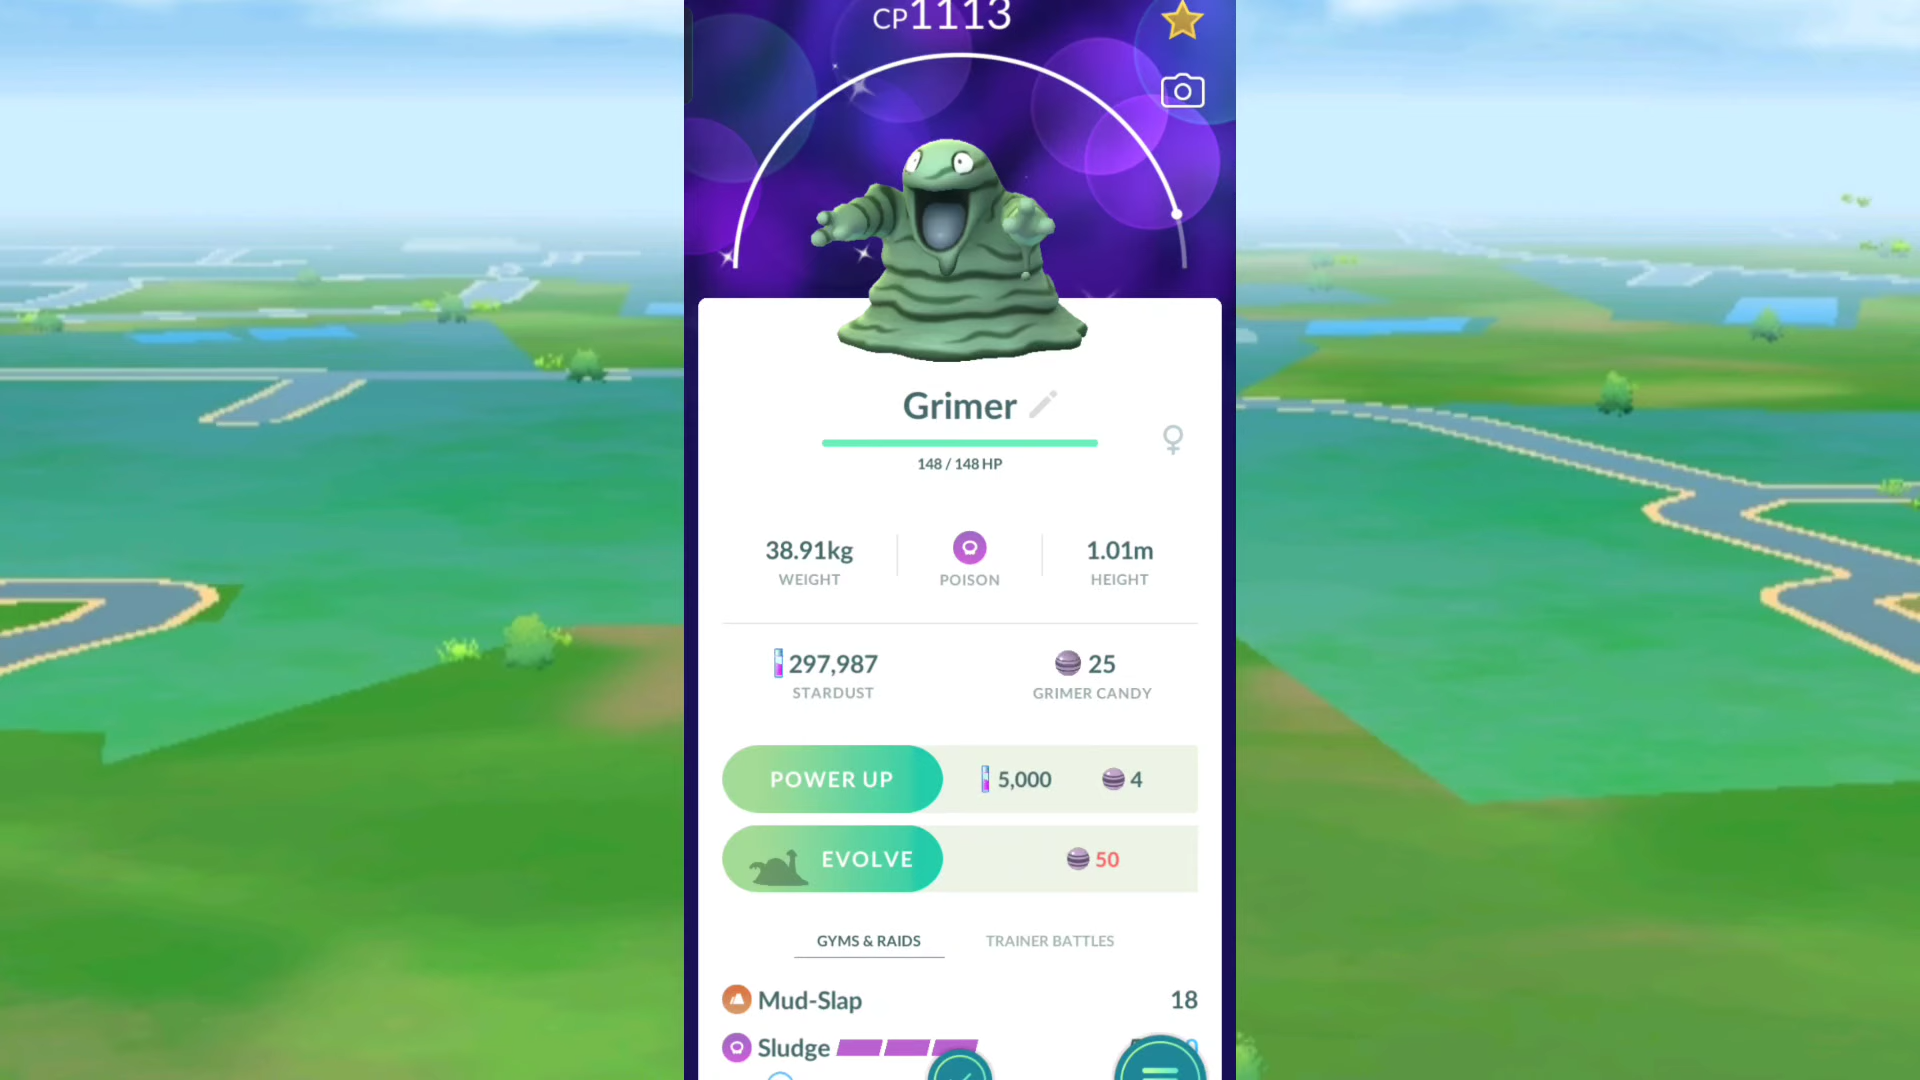 CP1113
Grimer
148 / 148 HP
38.91kg
WEIGHT
POISON
1.01m
HEIGHT
297,987
STARDUST
25
GRIMER CANDY
POWER UP 5,000 4
EVOLVE 50
GYMS & RAIDS TRAINER BATTLES
Mud-Slap 18
Sludge